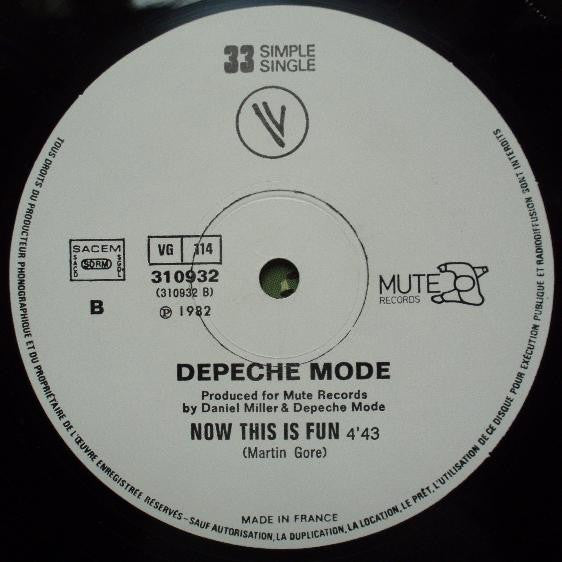 33 SIMPLE
SINGLE
SACEM
SACD SDRM SGDL
VG 114
310932
(310932 B)
B
℗ 1982
MUTE
RECORDS
DEPECHE MODE
Produced for Mute Records
by Daniel Miller & Depeche Mode
NOW THIS IS FUN 4'43
(Martin Gore)
MADE IN FRANCE
TOUS DROITS DU PRODUCTEUR PHONOGRAPHIQUE ET DU PROPRIÉTAIRE DE L'ŒUVRE ENREGISTRÉE RÉSERVÉS-SAUF AUTORISATION, LA DUPLICATION, LA LOCATION, LE PRÊT, L'UTILISATION DE CE DISQUE POUR EXÉCUTION PUBLIQUE ET RADIODIFFUSION SONT INTERDITS